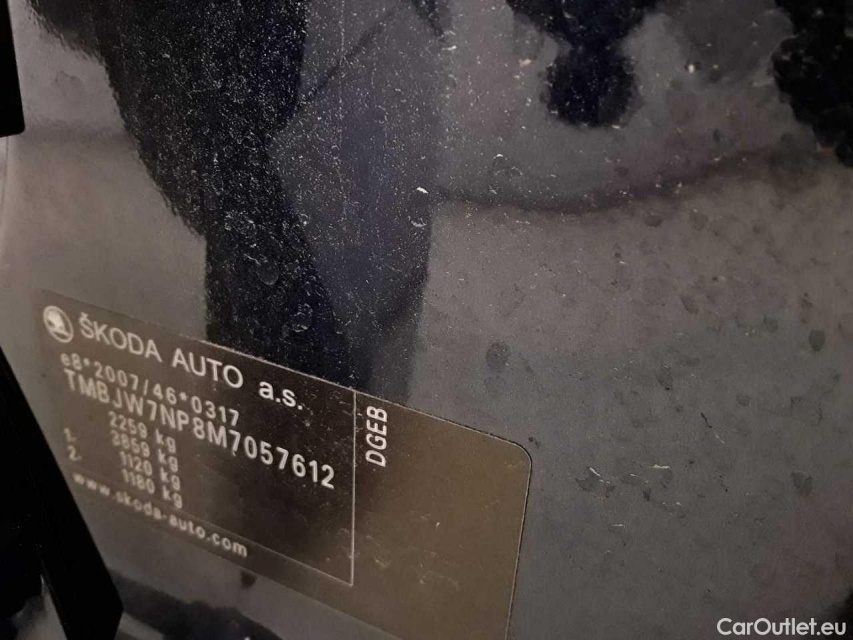 ŠKODA AUTO a.s.
e8*2007/46*0317
TMBJW7NP8M7057612
2259 kg
3859 kg
1. 1120 kg
2. 1180 kg
www.skoda-auto.com
DGEB
CarOutlet.eu